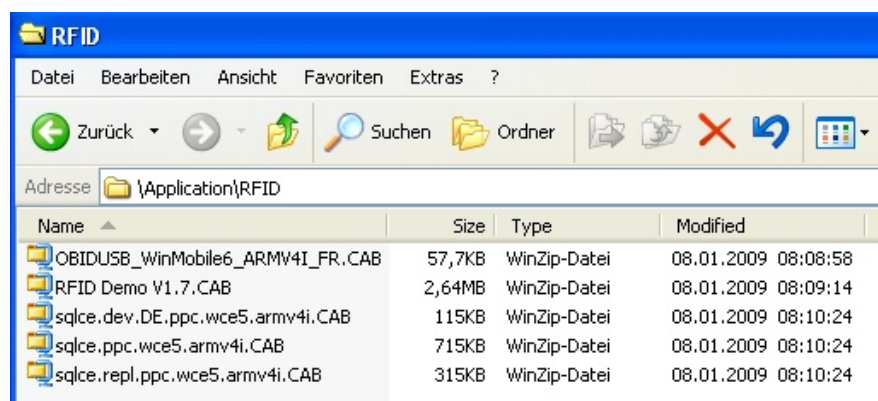 RFID
Datei Bearbeiten Ansicht Favoriten Extras ?
Zurück Suchen Ordner
Adresse \Application\RFID
Name Size Type Modified
OBIDUSB_WinMobile6_ARMV4I_FR.CAB 57,7KB WinZip-Datei 08.01.2009 08:08:58
RFID Demo V1.7.CAB 2,64MB WinZip-Datei 08.01.2009 08:09:14
sqlce.dev.DE.ppc.wce5.armv4i.CAB 115KB WinZip-Datei 08.01.2009 08:10:24
sqlce.ppc.wce5.armv4i.CAB 715KB WinZip-Datei 08.01.2009 08:10:24
sqlce.repl.ppc.wce5.armv4i.CAB 315KB WinZip-Datei 08.01.2009 08:10:24